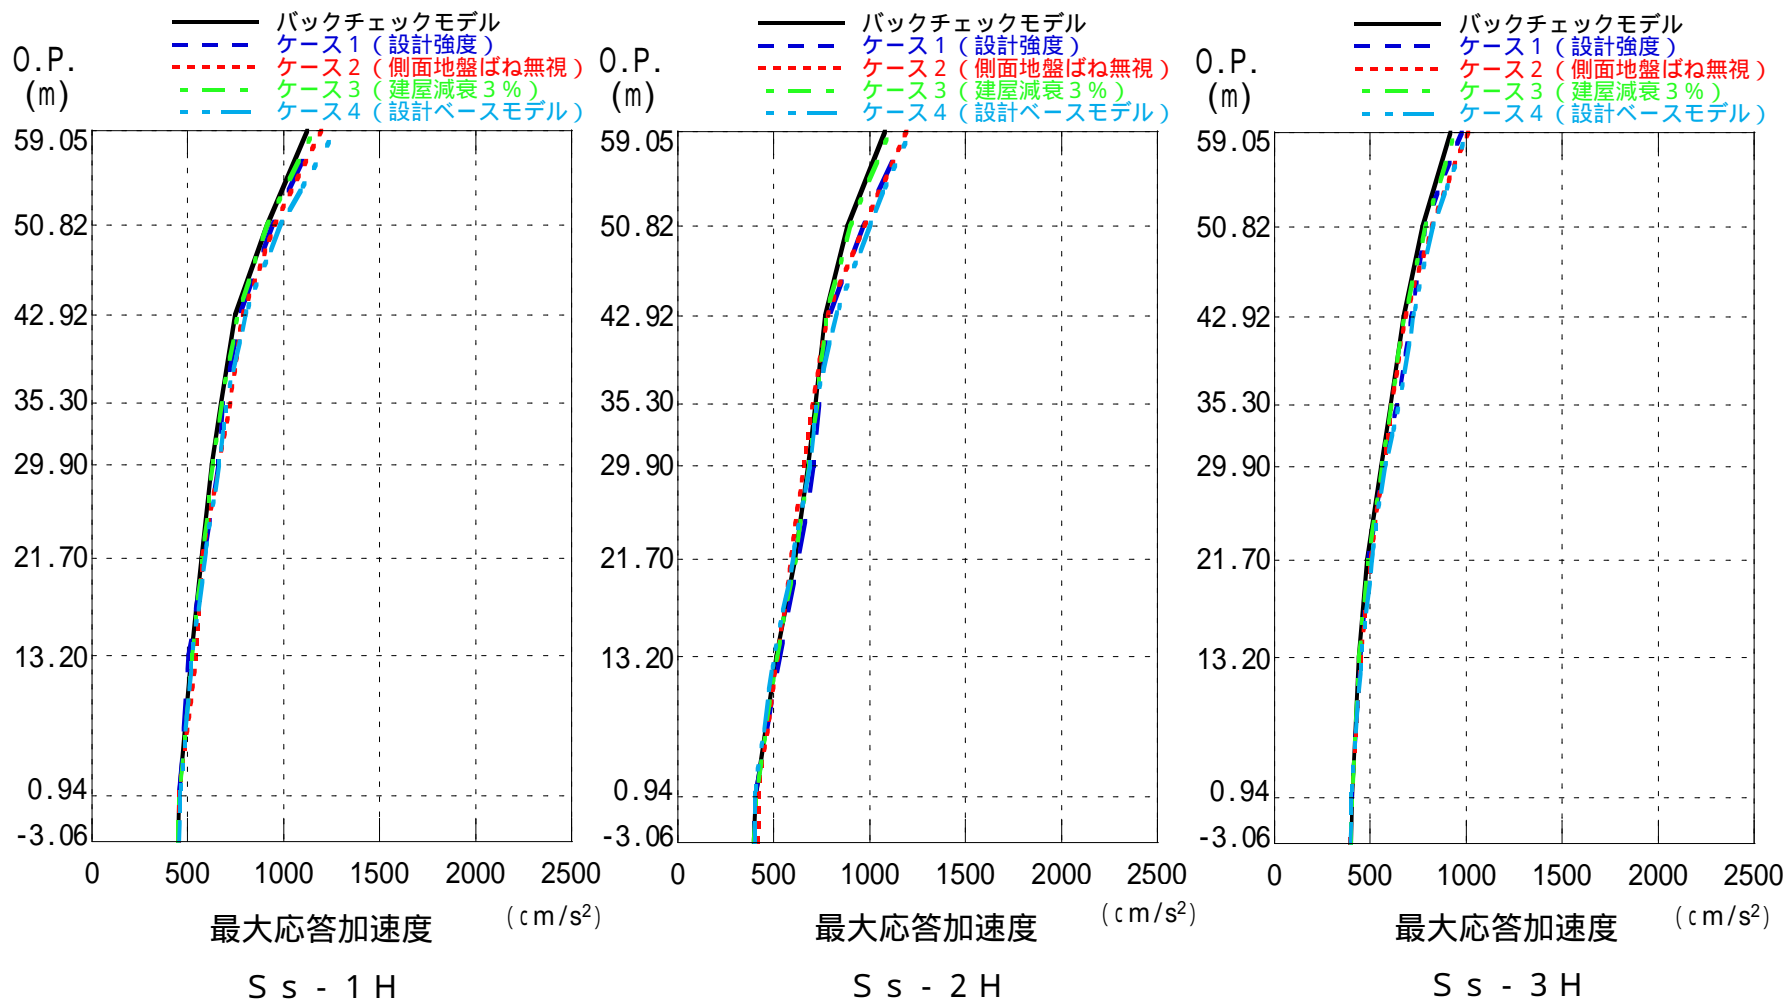 バックチェックモデル
ケース1（設計強度）
ケース2（側面地盤ばね無視）
ケース3（建屋減衰3％）
ケース4（設計ベースモデル）
O.P.
(m)
59.05
50.82
42.92
35.30
29.90
21.70
13.20
0.94
-3.06
0 500 1000 1500 2000 2500
最大応答加速度 (cm/s²)
Ss-1H
バックチェックモデル
ケース1（設計強度）
ケース2（側面地盤ばね無視）
ケース3（建屋減衰3％）
ケース4（設計ベースモデル）
O.P.
(m)
59.05
50.82
42.92
35.30
29.90
21.70
13.20
0.94
-3.06
0 500 1000 1500 2000 2500
最大応答加速度 (cm/s²)
Ss-2H
バックチェックモデル
ケース1（設計強度）
ケース2（側面地盤ばね無視）
ケース3（建屋減衰3％）
ケース4（設計ベースモデル）
O.P.
(m)
59.05
50.82
42.92
35.30
29.90
21.70
13.20
0.94
-3.06
0 500 1000 1500 2000 2500
最大応答加速度 (cm/s²)
Ss-3H